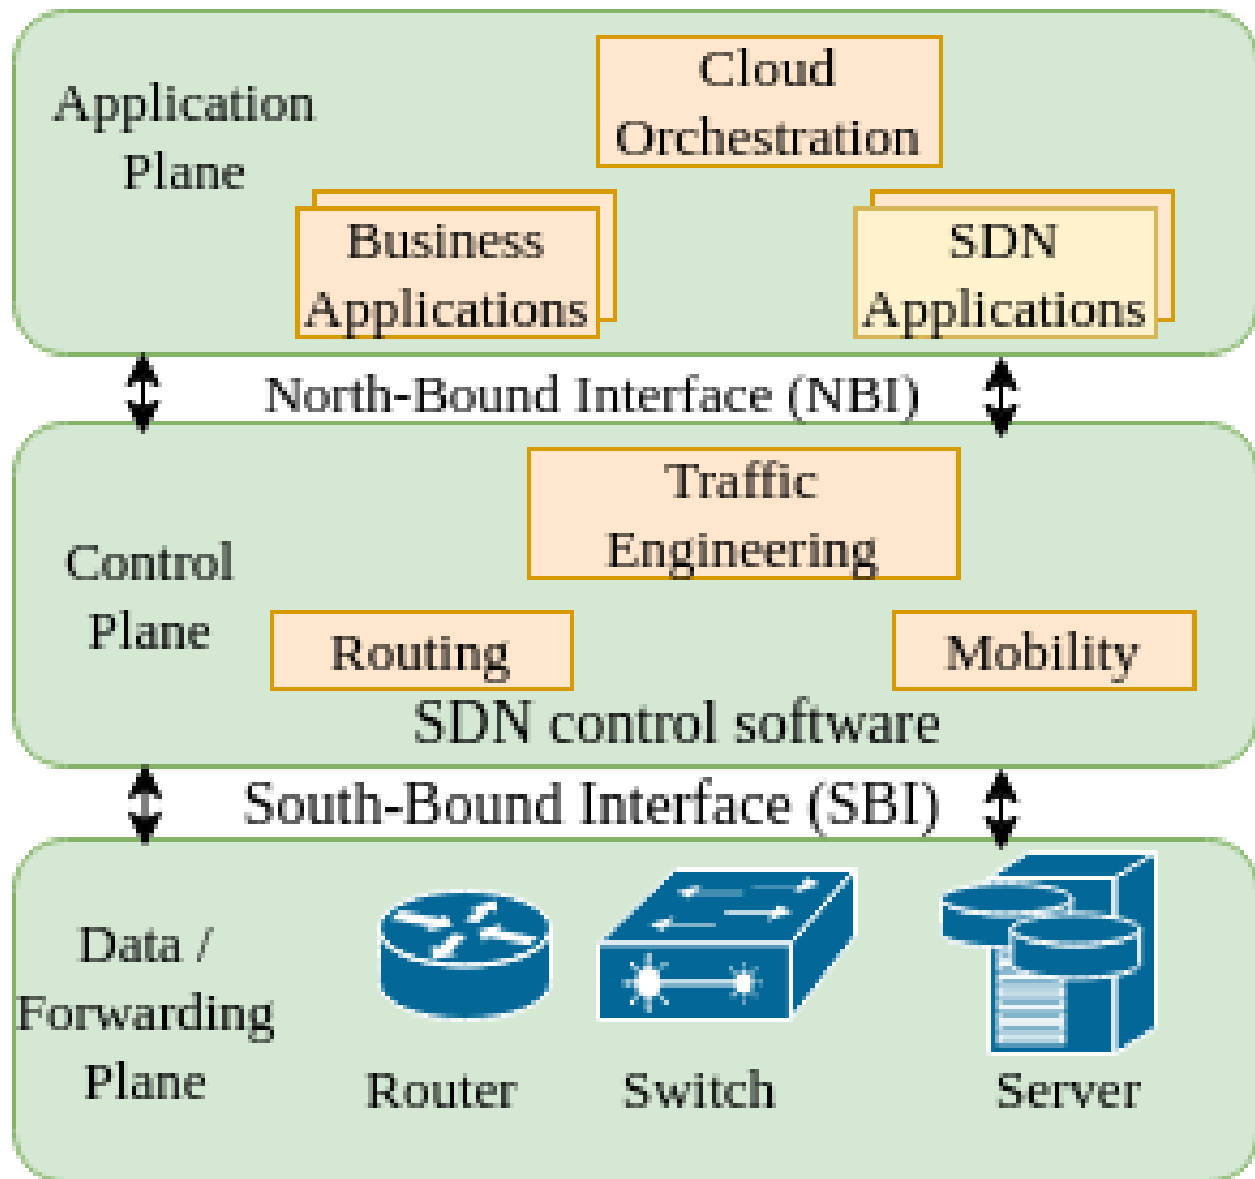 Application
Plane
Cloud
Orchestration
Business
Applications
SDN
Applications
North-Bound Interface (NBI)
Control
Plane
Traffic
Engineering
Routing
Mobility
SDN control software
South-Bound Interface (SBI)
Data /
Forwarding
Plane
Router
Switch
Server